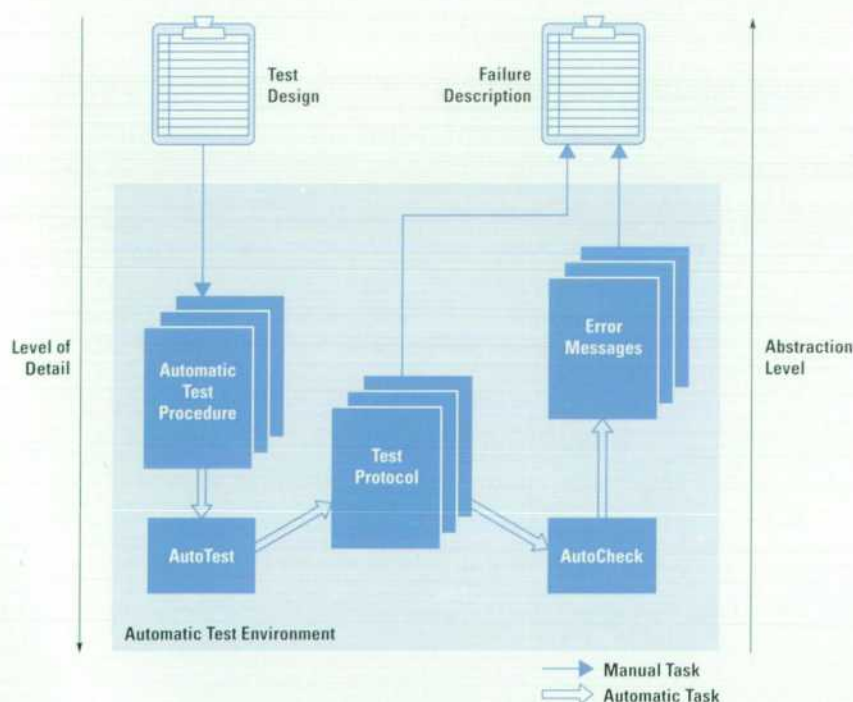 Test
Design
Failure
Description
Level of
Detail
Automatic
Test
Procedure
Test
Protocol
Error
Messages
Abstraction
Level
AutoTest
AutoCheck
Automatic Test Environment
Manual Task
Automatic Task